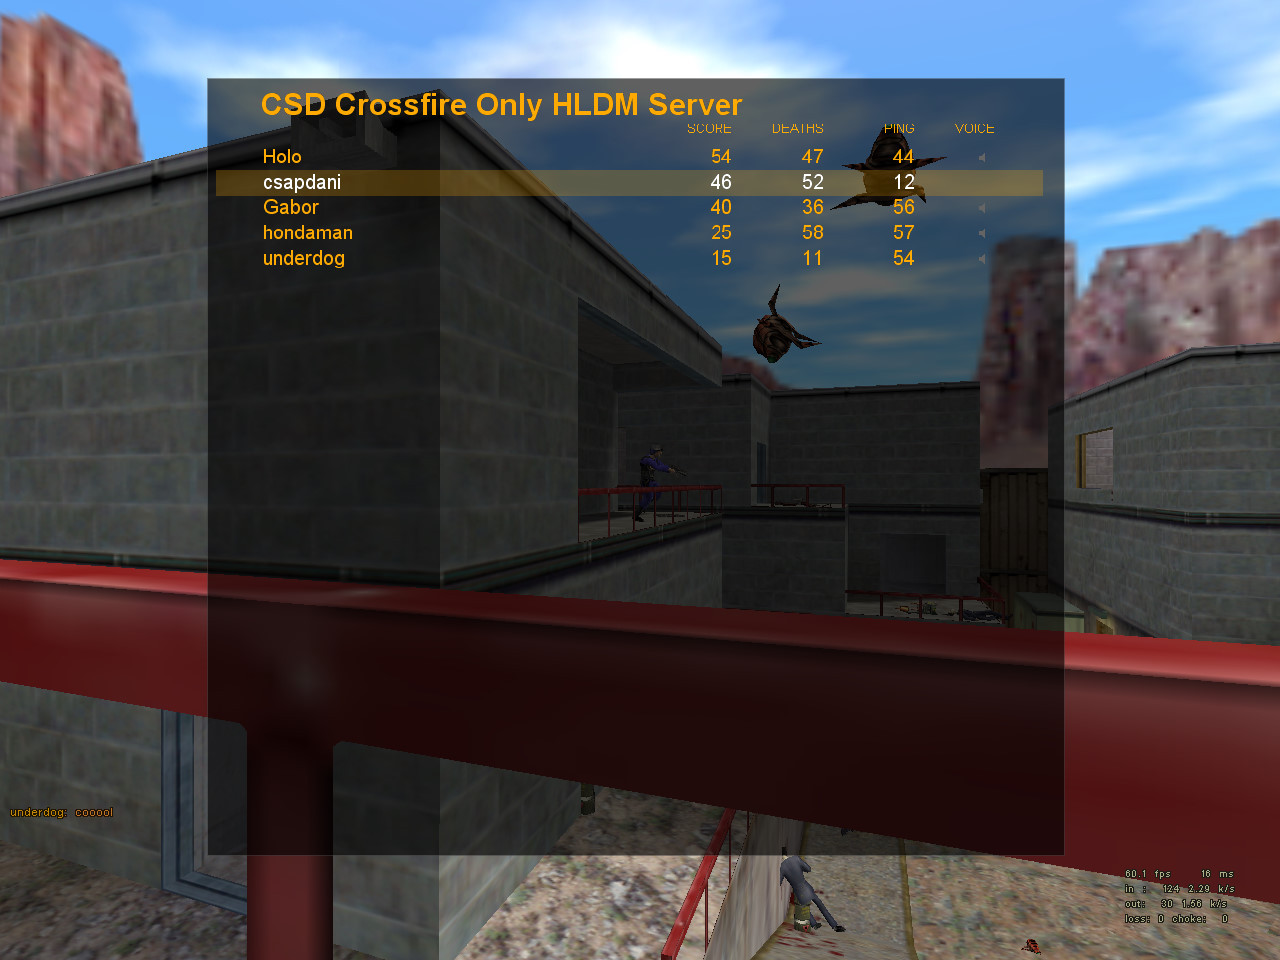 CSD Crossfire Only HLDM Server
SCORE DEATHS PING VOICE
Holo 54 47 44
csapdani 46 52 12
Gabor 40 36 56
hondaman 25 58 57
underdog 15 11 54
underdog: cooool
60.1 fps 16 ms
in : 124 2.29 k/s
out: 30 1.56 k/s
loss: 0 choke: 0